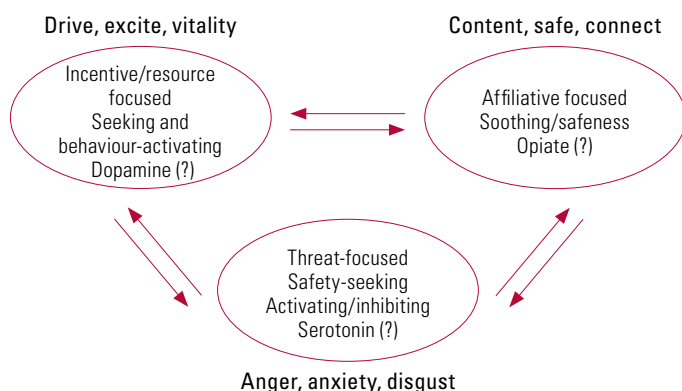 Drive, excite, vitality
Incentive/resource
focused
Seeking and
behaviour-activating
Dopamine (?)
Content, safe, connect
Affiliative focused
Soothing/safeness
Opiate (?)
Threat-focused
Safety-seeking
Activating/inhibiting
Serotonin (?)
Anger, anxiety, disgust